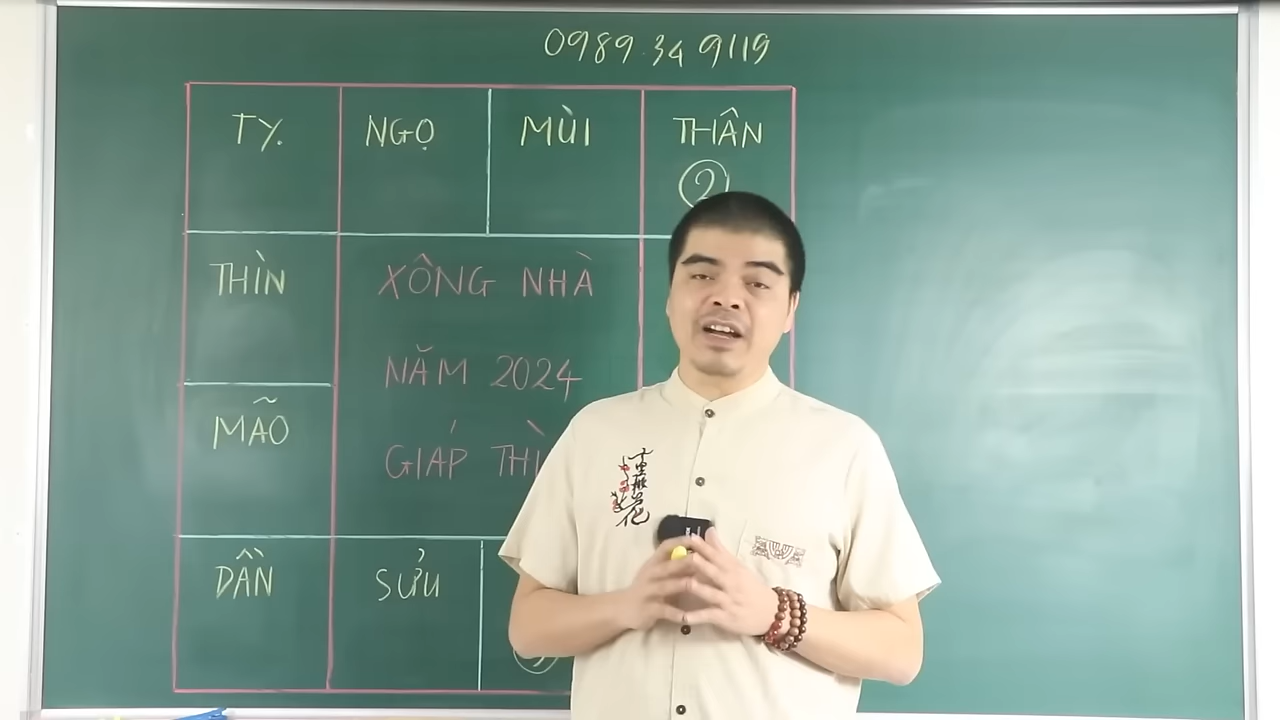 0989.34 9119
TỴ. NGỌ MÙI THÂN
2
THÌN
XÔNG NHÀ
NĂM 2024
MÃO
GIÁP THÌ
DẦN SỬU